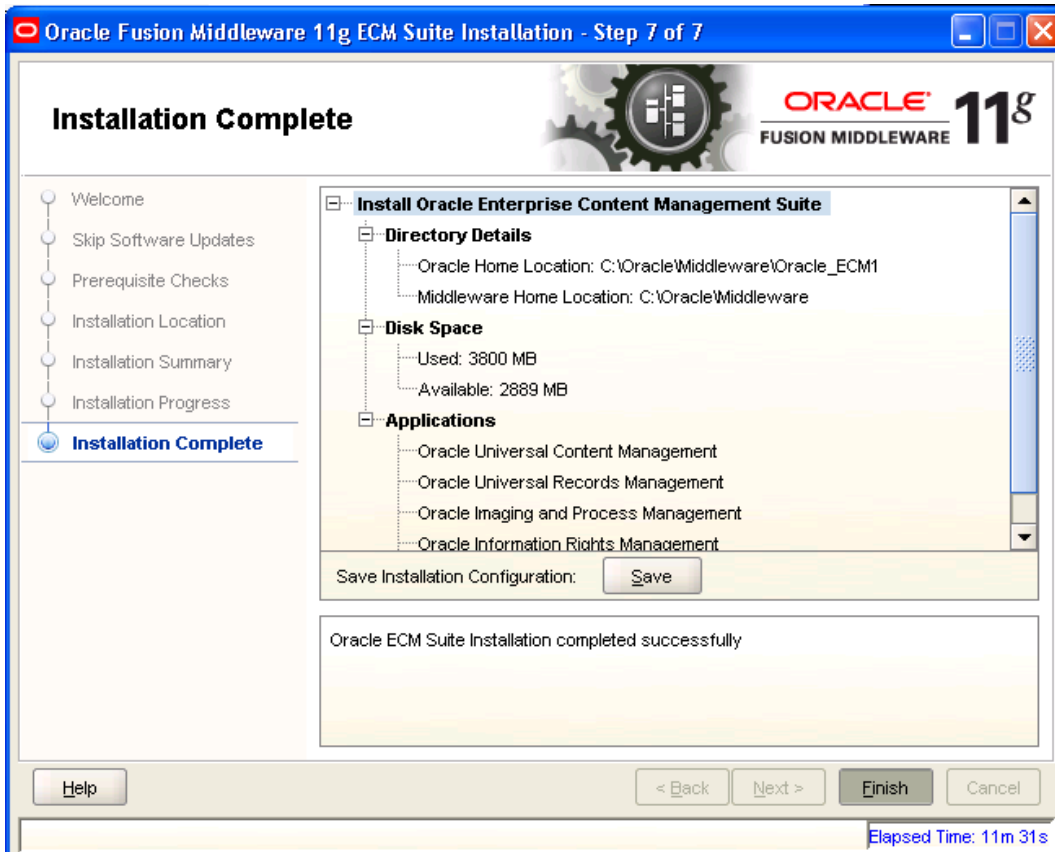 Oracle Fusion Middleware 11g ECM Suite Installation - Step 7 of 7
Installation Complete
ORACLE
FUSION MIDDLEWARE
11g
Welcome
Skip Software Updates
Prerequisite Checks
Installation Location
Installation Summary
Installation Progress
Installation Complete
Install Oracle Enterprise Content Management Suite
Directory Details
Oracle Home Location: C:\Oracle\Middleware\Oracle_ECM1
Middleware Home Location: C:\Oracle\Middleware
Disk Space
Used: 3800 MB
Available: 2889 MB
Applications
Oracle Universal Content Management
Oracle Universal Records Management
Oracle Imaging and Process Management
Oracle Information Rights Management
Save Installation Configuration: Save
Oracle ECM Suite Installation completed successfully
Help < Back Next > Finish Cancel
Elapsed Time: 11m 31s